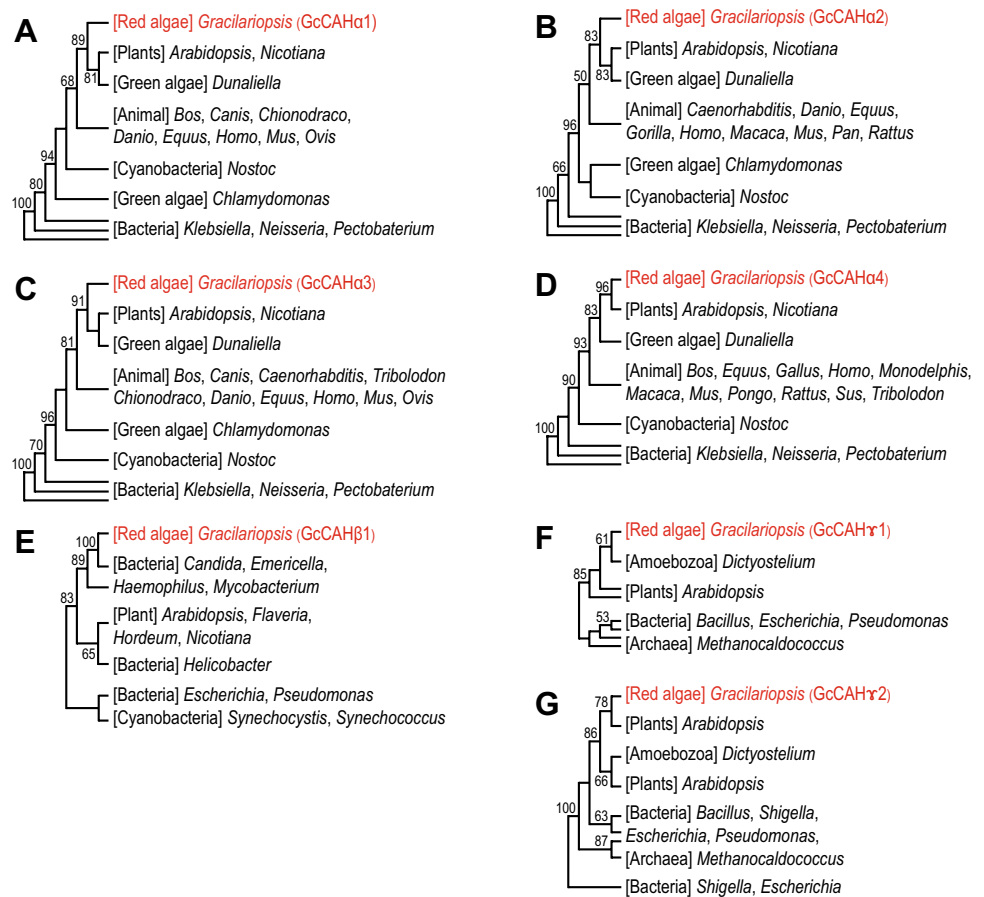 A
[Red algae] Gracilariopsis (GcCAHα1)
89
[Plants] Arabidopsis, Nicotiana
81
[Green algae] Dunaliella
68
[Animal] Bos, Canis, Chionodraco,
Danio, Equus, Homo, Mus, Ovis
94
[Cyanobacteria] Nostoc
80
[Green algae] Chlamydomonas
100
[Bacteria] Klebsiella, Neisseria, Pectobaterium
B
[Red algae] Gracilariopsis (GcCAHα2)
83
[Plants] Arabidopsis, Nicotiana
83
[Green algae] Dunaliella
50
[Animal] Caenorhabditis, Danio, Equus,
Gorilla, Homo, Macaca, Mus, Pan, Rattus
96
[Green algae] Chlamydomonas
66
[Cyanobacteria] Nostoc
100
[Bacteria] Klebsiella, Neisseria, Pectobaterium
C
[Red algae] Gracilariopsis (GcCAHα3)
91
[Plants] Arabidopsis, Nicotiana
[Green algae] Dunaliella
81
[Animal] Bos, Canis, Caenorhabditis, Tribolodon
Chionodraco, Danio, Equus, Homo, Mus, Ovis
96
[Green algae] Chlamydomonas
70
[Cyanobacteria] Nostoc
100
[Bacteria] Klebsiella, Neisseria, Pectobaterium
D
[Red algae] Gracilariopsis (GcCAHα4)
96
[Plants] Arabidopsis, Nicotiana
83
[Green algae] Dunaliella
93
[Animal] Bos, Equus, Gallus, Homo, Monodelphis,
Macaca, Mus, Pongo, Rattus, Sus, Tribolodon
90
[Cyanobacteria] Nostoc
100
[Bacteria] Klebsiella, Neisseria, Pectobaterium
E
[Red algae] Gracilariopsis (GcCAHβ1)
100
[Bacteria] Candida, Emericella,
89
Haemophilus, Mycobacterium
83
[Plant] Arabidopsis, Flaveria,
Hordeum, Nicotiana
65
[Bacteria] Helicobacter
[Bacteria] Escherichia, Pseudomonas
[Cyanobacteria] Synechocystis, Synechococcus
F
[Red algae] Gracilariopsis (GcCAHɤ1)
61
[Amoebozoa] Dictyostelium
85
[Plants] Arabidopsis
53
[Bacteria] Bacillus, Escherichia, Pseudomonas
[Archaea] Methanocaldococcus
G
[Red algae] Gracilariopsis (GcCAHɤ2)
78
[Plants] Arabidopsis
86
[Amoebozoa] Dictyostelium
66
[Plants] Arabidopsis
100
63
[Bacteria] Bacillus, Shigella,
Escherichia, Pseudomonas,
87
[Archaea] Methanocaldococcus
[Bacteria] Shigella, Escherichia